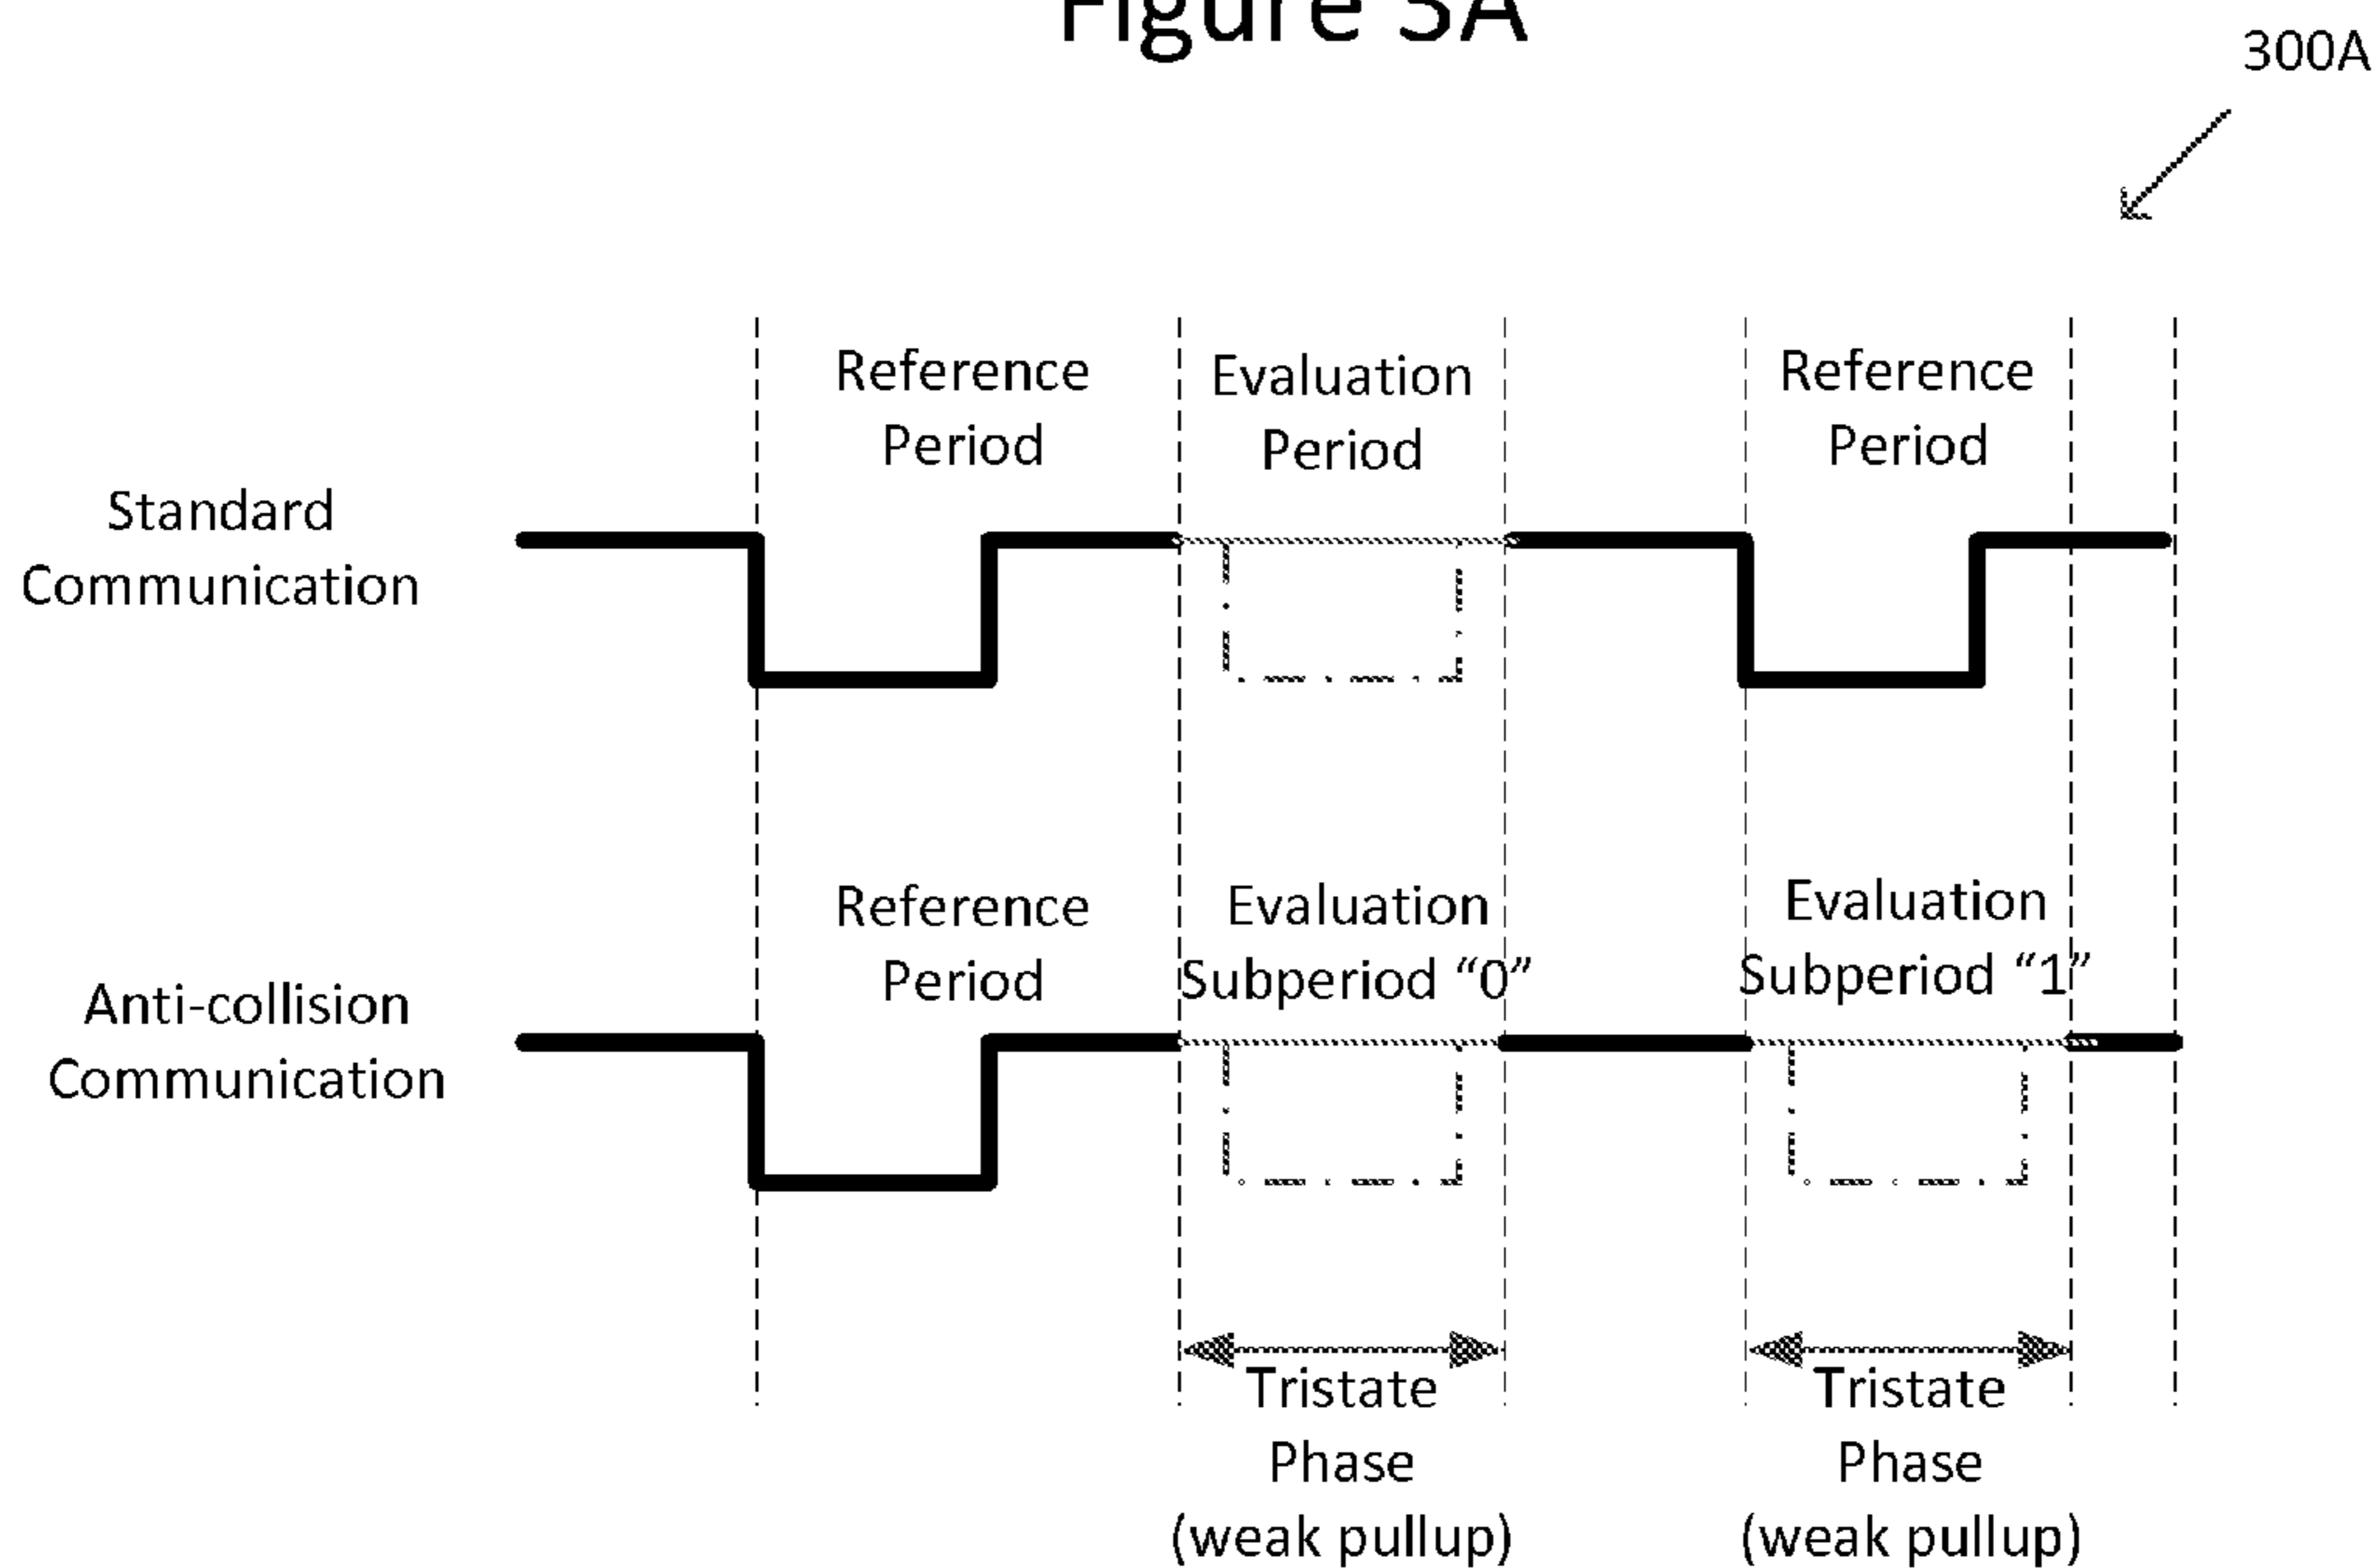 Figure 3A
300A
Reference
Period
Evaluation
Period
Reference
Period
Standard
Communication
Reference
Period
Evaluation
Subperiod “0”
Evaluation
Subperiod “1”
Anti-collision
Communication
Tristate
Phase
(weak pullup)
Tristate
Phase
(weak pullup)